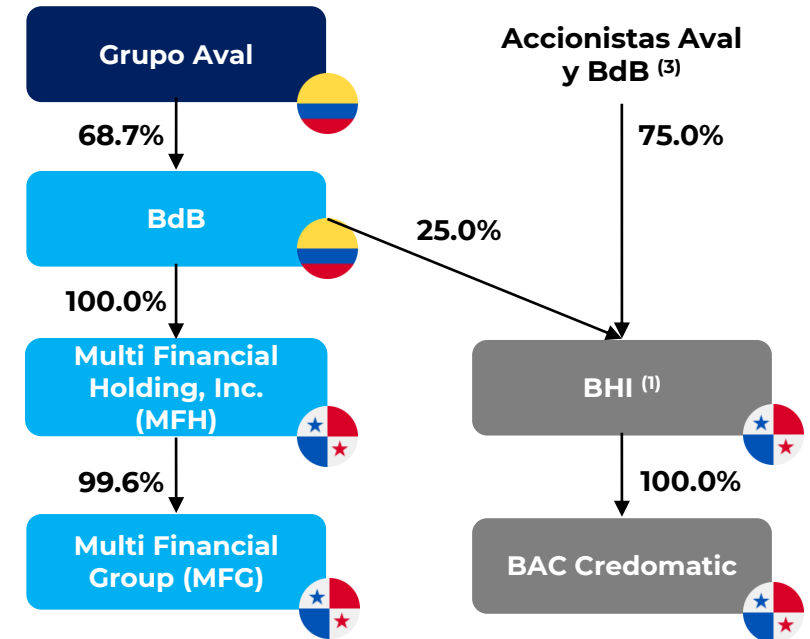 Grupo Aval
Accionistas Aval
y BdB (3)
68.7%
75.0%
BdB
25.0%
100.0%
Multi Financial
Holding, Inc.
(MFH)
BHI (1)
99.6%
100.0%
Multi Financial
Group (MFG)
BAC Credomatic